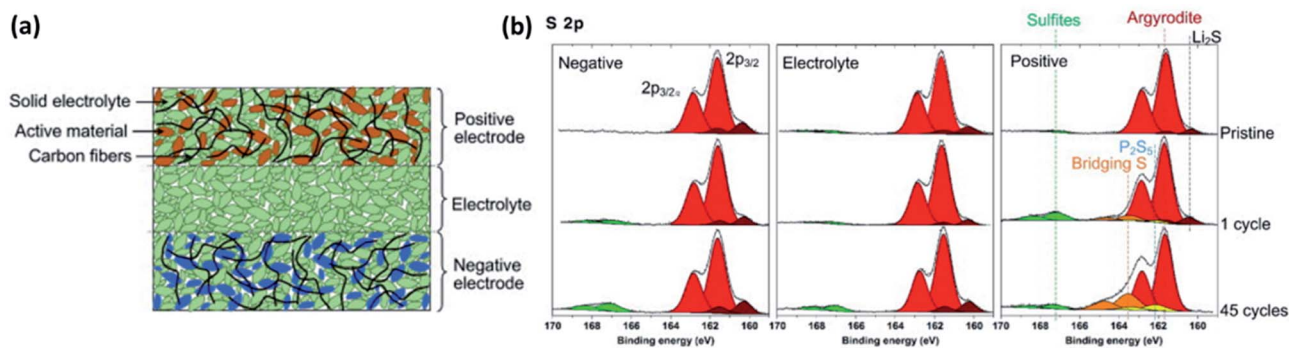 (a)
Solid electrolyte
Active material
Carbon fibers
Positive
electrode
Electrolyte
Negative
electrode
(b)
S 2p
Sulfites
Argyrodite
Li₂S
Negative
2p3/2
2p3/2α
Electrolyte
Positive
Pristine
P₂S₅
Bridging S
1 cycle
45 cycles
170 168 166 164 162 160
Binding energy (eV)
170 168 166 164 162 160
Binding energy (eV)
170 168 166 164 162 160
Binding energy (eV)